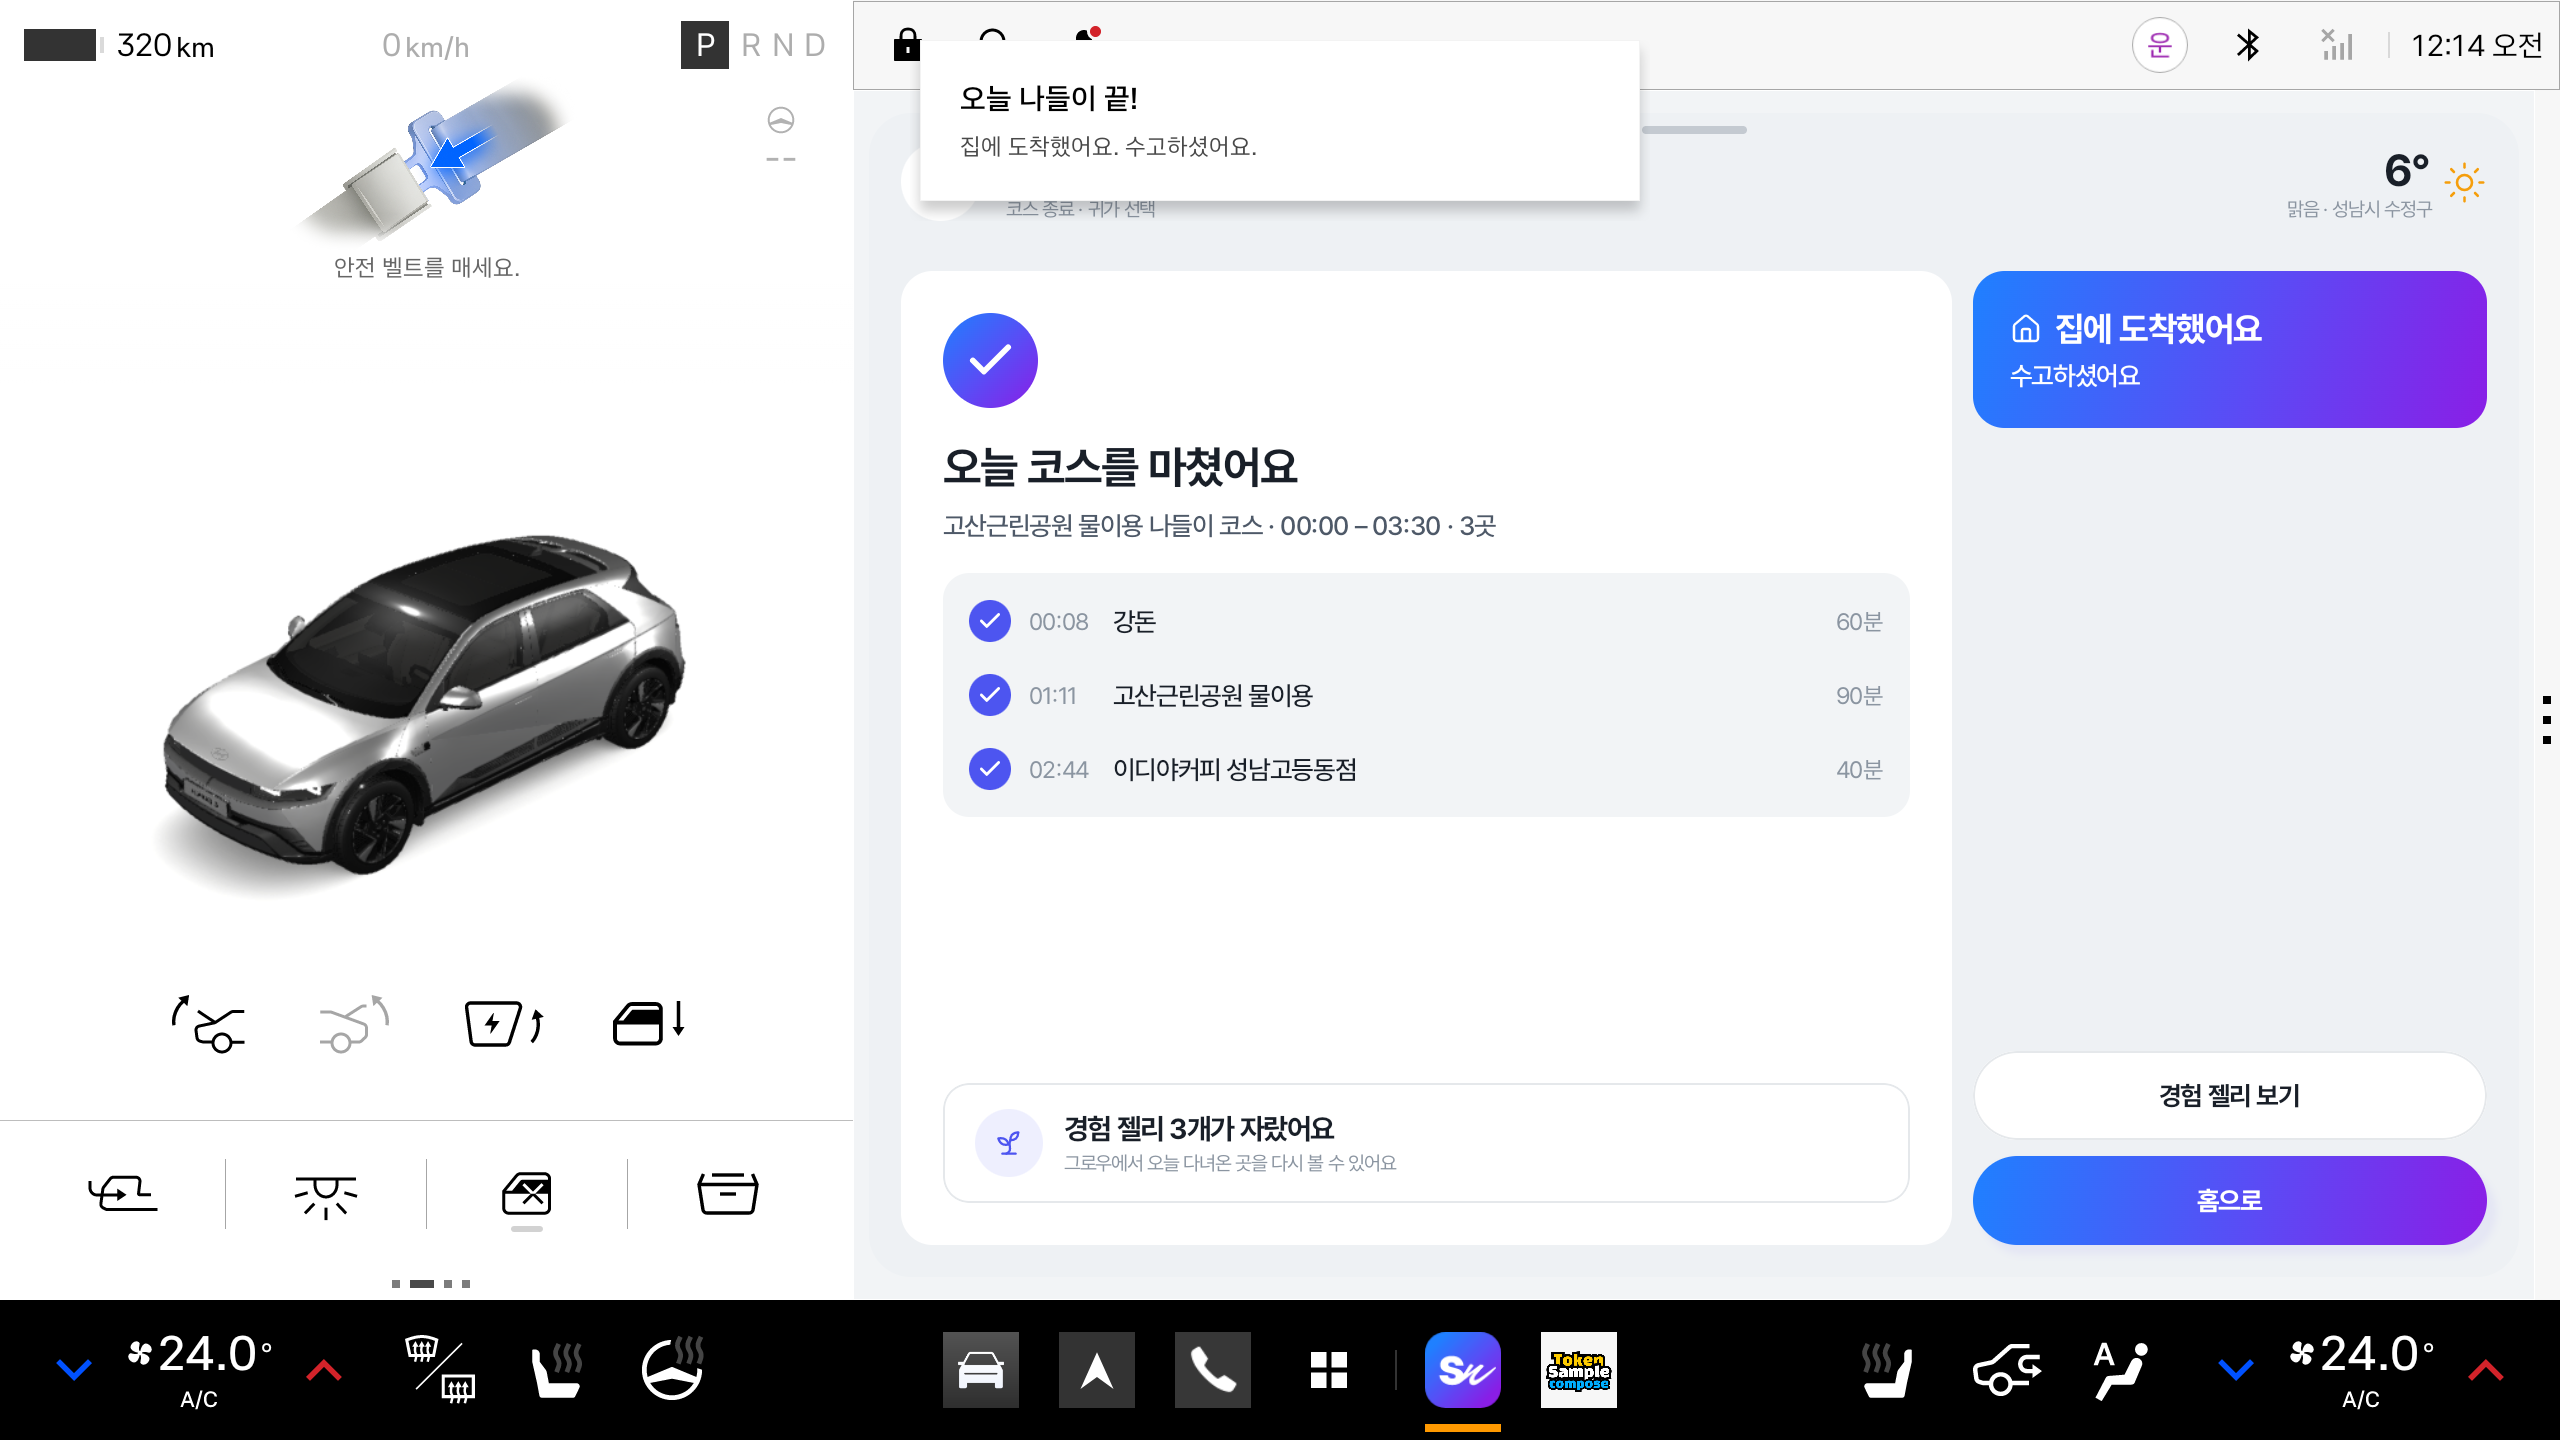 320 km
0 km/h
P R N D
운
12:14 오전
오늘 나들이 끝!
집에 도착했어요. 수고하셨어요.
코스 종료 · 귀가 선택
6°
맑음 · 성남시 수정구
안전 벨트를 매세요.
집에 도착했어요
수고하셨어요
오늘 코스를 마쳤어요
고산근린공원 물이용 나들이 코스 · 00:00 – 03:30 · 3곳
00:08 강돈 60분
01:11 고산근린공원 물이용 90분
02:44 이디야커피 성남고등동점 40분
경험 젤리 3개가 자랐어요
그로우에서 오늘 다녀온 곳을 다시 볼 수 있어요
경험 젤리 보기
홈으로
24.0°
A/C
Token
Sample
compose
A
24.0°
A/C